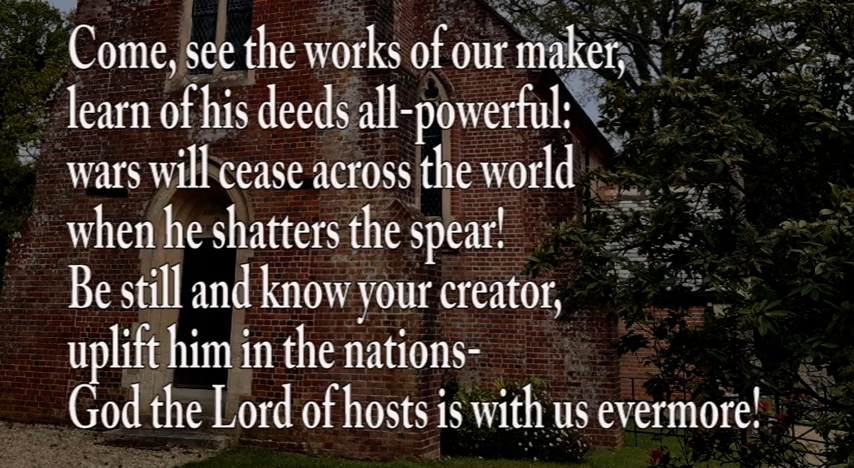 Come, see the works of our maker,
learn of his deeds all-powerful:
wars will cease across the world
when he shatters the spear!
Be still and know your creator,
uplift him in the nations-
God the Lord of hosts is with us evermore!